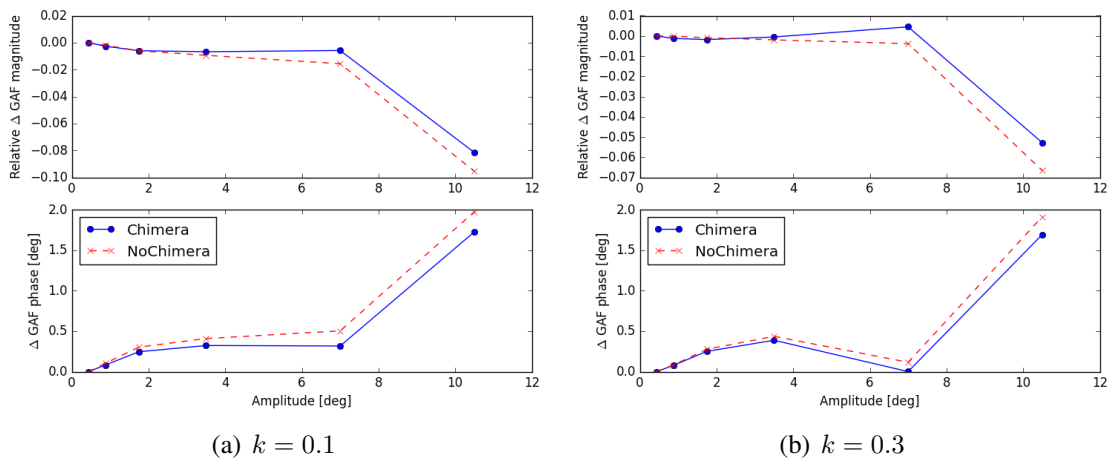 Relative Δ GAF magnitude
0.02
0.00
−0.02
−0.04
−0.06
−0.08
−0.10
0 2 4 6 8 10 12
Δ GAF phase [deg]
2.0
1.5
1.0
0.5
0.0
Chimera
NoChimera
0 2 4 6 8 10 12
Amplitude [deg]
(a) k = 0.1
Relative Δ GAF magnitude
0.01
0.00
−0.01
−0.02
−0.03
−0.04
−0.05
−0.06
−0.07
0 2 4 6 8 10 12
Δ GAF phase [deg]
2.0
1.5
1.0
0.5
0.0
Chimera
NoChimera
0 2 4 6 8 10 12
Amplitude [deg]
(b) k = 0.3